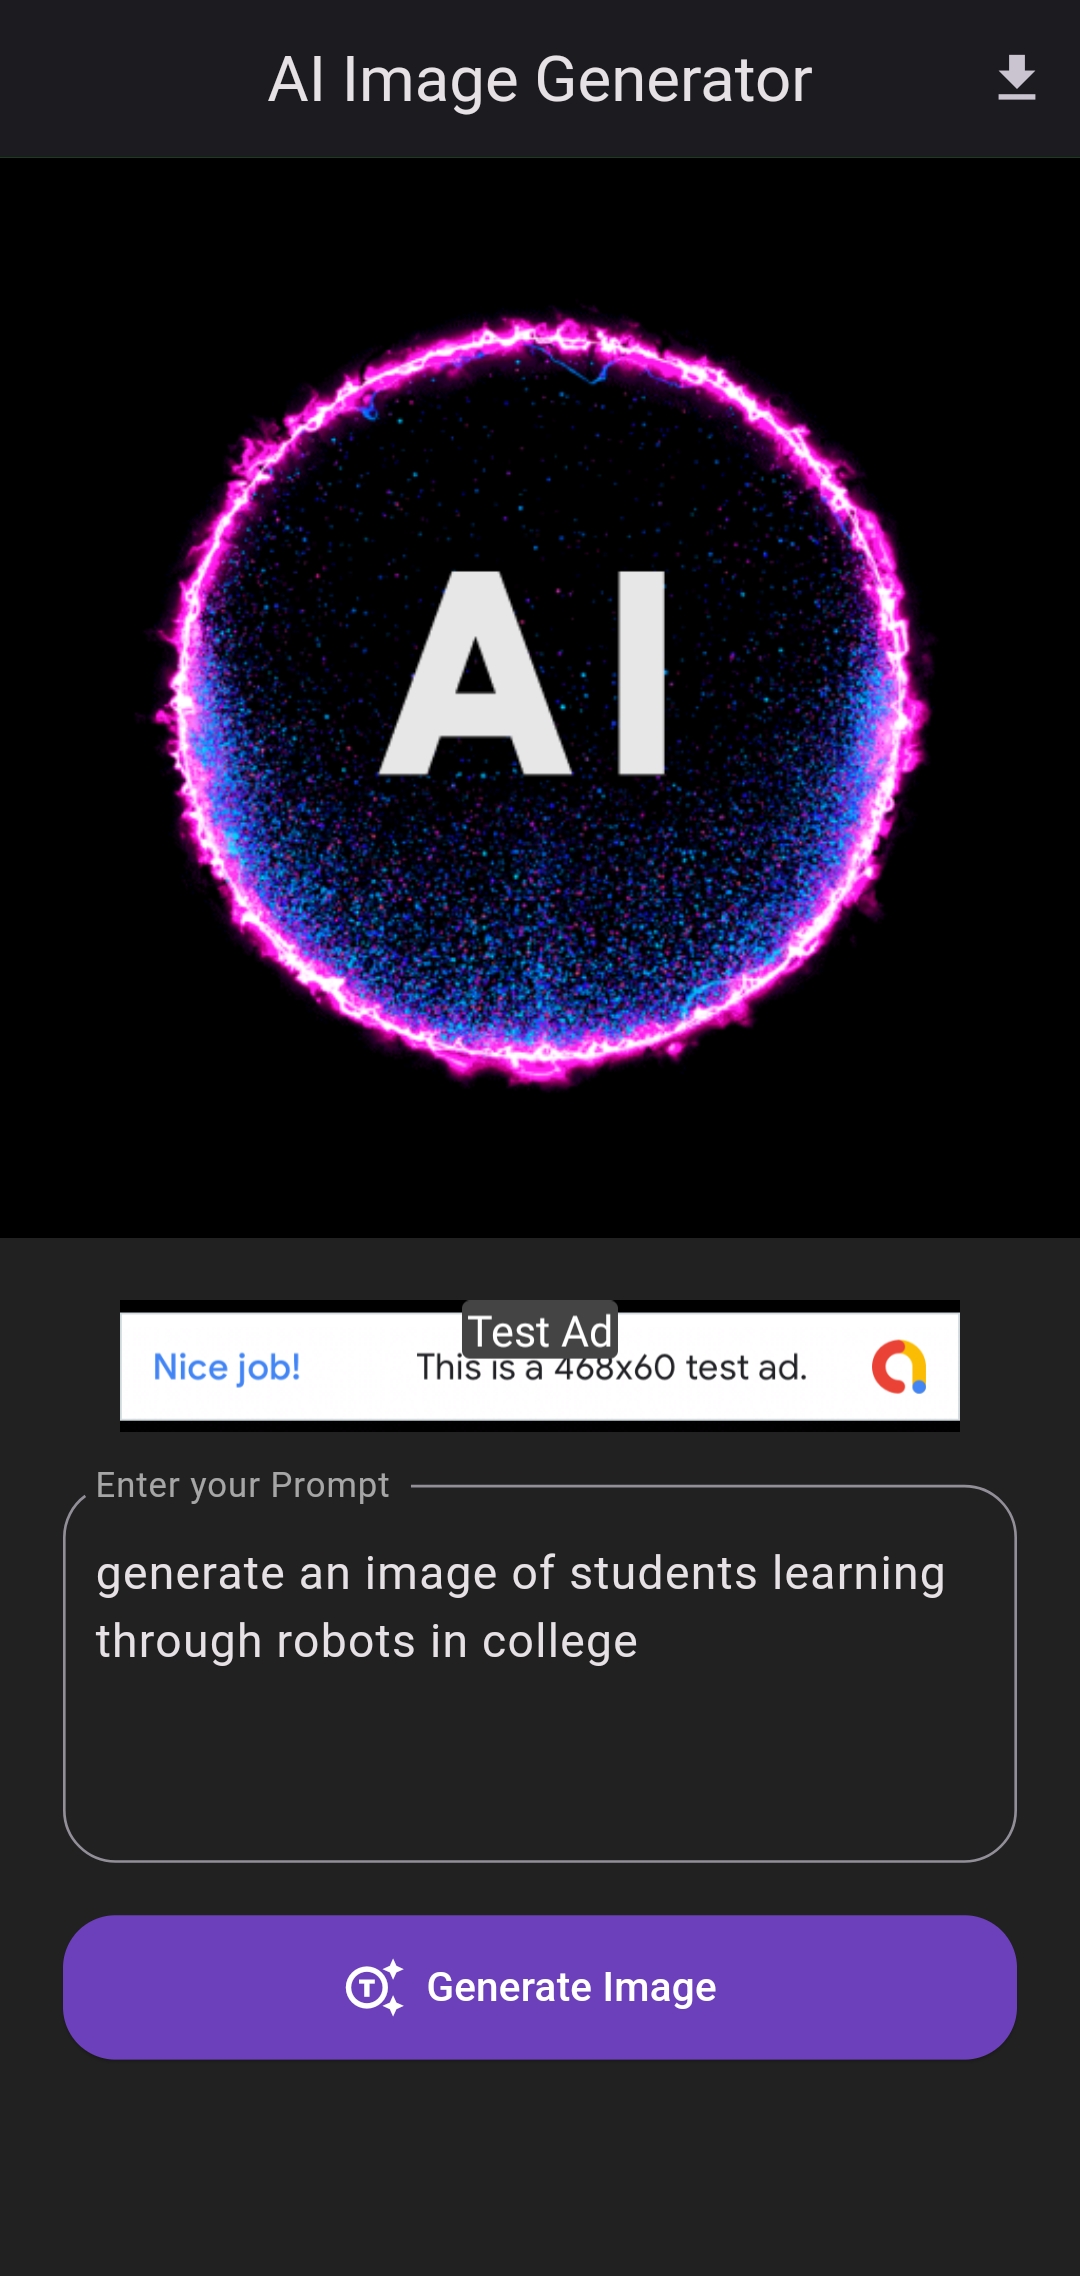 AI Image Generator
AI
Test Ad
Nice job!
This is a 468x60 test ad.
Enter your Prompt
generate an image of students learning
through robots in college
T
Generate Image